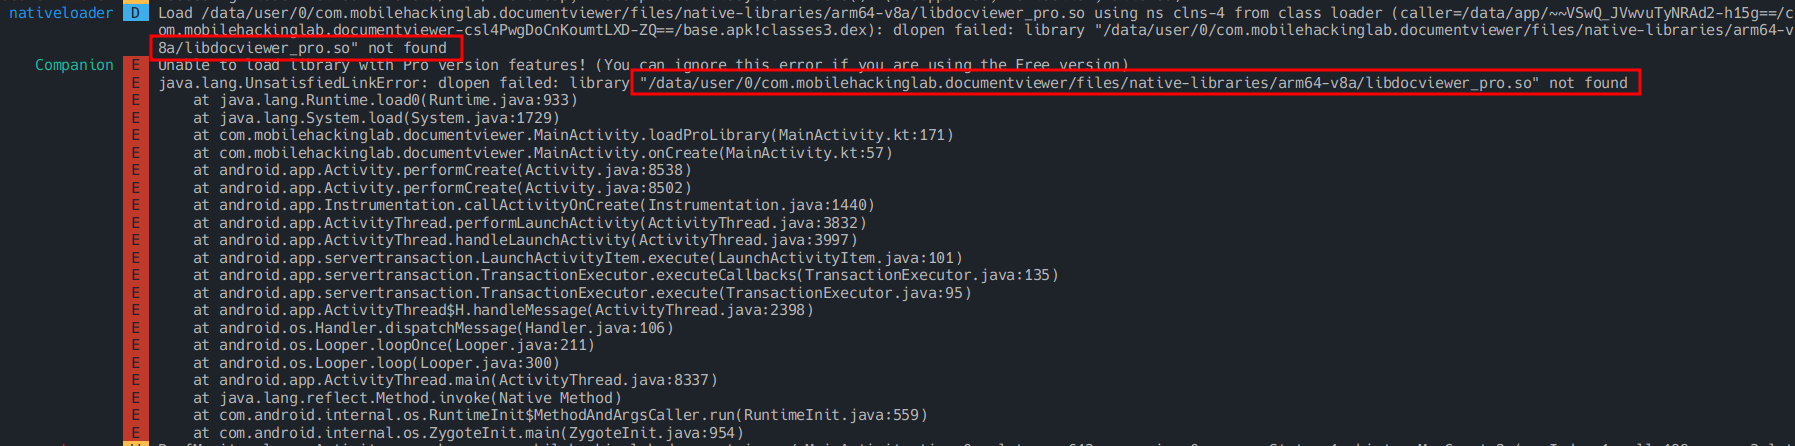 nativeloader D Load /data/user/0/com.mobilehackinglab.documentviewer/files/native-libraries/arm64-v8a/libdocviewer_pro.so using ns clns-4 from class loader (caller=/data/app/~~VSwQ_JVwvuTyNRAd2-h15g==/c
om.mobilehackinglab.documentviewer-csl4PwgDoCnKoumtLXD-ZQ==/base.apk!classes3.dex): dlopen failed: library "/data/user/0/com.mobilehackinglab.documentviewer/files/native-libraries/arm64-v
8a/libdocviewer_pro.so" not found
Companion E Unable to load library with Pro version features! (You can ignore this error if you are using the Free version)
E java.lang.UnsatisfiedLinkError: dlopen failed: library "/data/user/0/com.mobilehackinglab.documentviewer/files/native-libraries/arm64-v8a/libdocviewer_pro.so" not found
E at java.lang.Runtime.load0(Runtime.java:933)
E at java.lang.System.load(System.java:1729)
E at com.mobilehackinglab.documentviewer.MainActivity.loadProLibrary(MainActivity.kt:171)
E at com.mobilehackinglab.documentviewer.MainActivity.onCreate(MainActivity.kt:57)
E at android.app.Activity.performCreate(Activity.java:8538)
E at android.app.Activity.performCreate(Activity.java:8502)
E at android.app.Instrumentation.callActivityOnCreate(Instrumentation.java:1440)
E at android.app.ActivityThread.performLaunchActivity(ActivityThread.java:3832)
E at android.app.ActivityThread.handleLaunchActivity(ActivityThread.java:3997)
E at android.app.servertransaction.LaunchActivityItem.execute(LaunchActivityItem.java:101)
E at android.app.servertransaction.TransactionExecutor.executeCallbacks(TransactionExecutor.java:135)
E at android.app.servertransaction.TransactionExecutor.execute(TransactionExecutor.java:95)
E at android.app.ActivityThread$H.handleMessage(ActivityThread.java:2398)
E at android.os.Handler.dispatchMessage(Handler.java:106)
E at android.os.Looper.loopOnce(Looper.java:211)
E at android.os.Looper.loop(Looper.java:300)
E at android.app.ActivityThread.main(ActivityThread.java:8337)
E at java.lang.reflect.Method.invoke(Native Method)
E at com.android.internal.os.RuntimeInit$MethodAndArgsCaller.run(RuntimeInit.java:559)
E at com.android.internal.os.ZygoteInit.main(ZygoteInit.java:954)